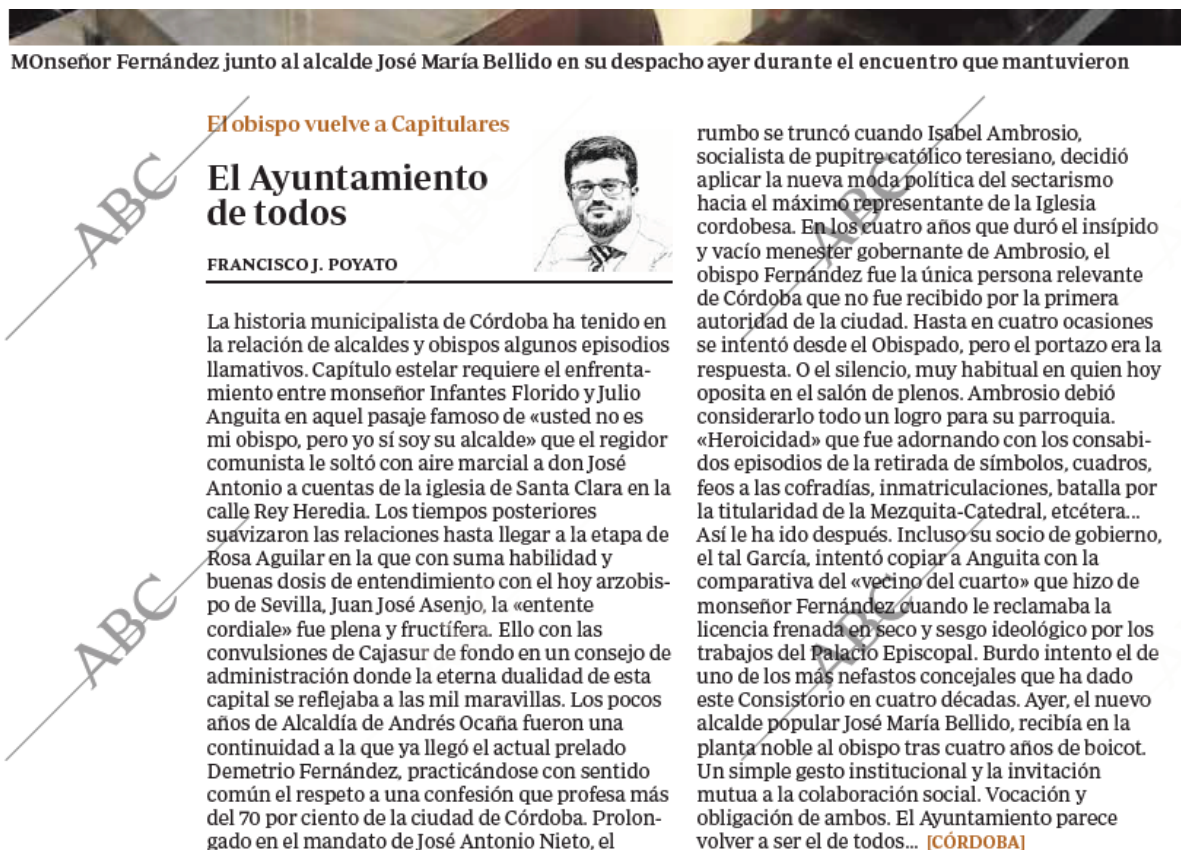 MOnseñor Fernández junto al alcalde José María Bellido en su despacho ayer durante el encuentro que mantuvieron
El obispo vuelve a Capitulares
El Ayuntamiento
de todos
FRANCISCO J. POYATO
La historia municipalista de Córdoba ha tenido en
la relación de alcaldes y obispos algunos episodios
llamativos. Capítulo estelar requiere el enfrenta-
miento entre monseñor Infantes Florido y Julio
Anguita en aquel pasaje famoso de «usted no es
mi obispo, pero yo sí soy su alcalde» que el regidor
comunista le soltó con aire marcial a don José
Antonio a cuentas de la iglesia de Santa Clara en la
calle Rey Heredia. Los tiempos posteriores
suavizaron las relaciones hasta llegar a la etapa de
Rosa Aguilar en la que con suma habilidad y
buenas dosis de entendimiento con el hoy arzobis-
po de Sevilla, Juan José Asenjo, la «entente
cordiale» fue plena y fructífera. Ello con las
convulsiones de Cajasur de fondo en un consejo de
administración donde la eterna dualidad de esta
capital se reflejaba a las mil maravillas. Los pocos
años de Alcaldía de Andrés Ocaña fueron una
continuidad a la que ya llegó el actual prelado
Demetrio Fernández, practicándose con sentido
común el respeto a una confesión que profesa más
del 70 por ciento de la ciudad de Córdoba. Prolon-
gado en el mandato de José Antonio Nieto, el
rumbo se truncó cuando Isabel Ambrosio,
socialista de pupitre católico teresiano, decidió
aplicar la nueva moda política del sectarismo
hacia el máximo representante de la Iglesia
cordobesa. En los cuatro años que duró el insípido
y vacío menester gobernante de Ambrosio, el
obispo Fernández fue la única persona relevante
de Córdoba que no fue recibido por la primera
autoridad de la ciudad. Hasta en cuatro ocasiones
se intentó desde el Obispado, pero el portazo era la
respuesta. O el silencio, muy habitual en quien hoy
oposita en el salón de plenos. Ambrosio debió
considerarlo todo un logro para su parroquia.
«Heroicidad» que fue adornando con los consabi-
dos episodios de la retirada de símbolos, cuadros,
feos a las cofradías, inmatriculaciones, batalla por
la titularidad de la Mezquita-Catedral, etcétera...
Así le ha ido después. Incluso su socio de gobierno,
el tal García, intentó copiar a Anguita con la
comparativa del «vecino del cuarto» que hizo de
monseñor Fernández cuando le reclamaba la
licencia frenada en seco y sesgo ideológico por los
trabajos del Palacio Episcopal. Burdo intento el de
uno de los más nefastos concejales que ha dado
este Consistorio en cuatro décadas. Ayer, el nuevo
alcalde popular José María Bellido, recibía en la
planta noble al obispo tras cuatro años de boicot.
Un simple gesto institucional y la invitación
mutua a la colaboración social. Vocación y
obligación de ambos. El Ayuntamiento parece
volver a ser el de todos... [CÓRDOBA]
ABC
ABC
ABC
ABC